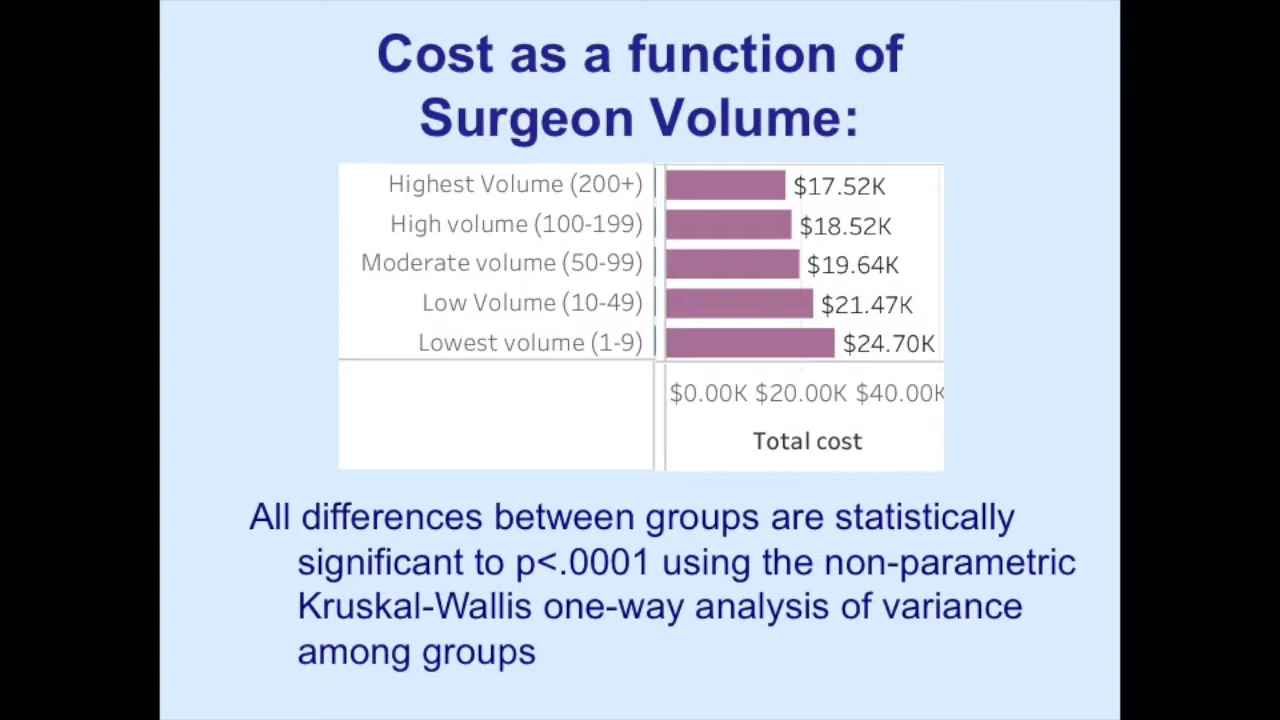 Cost as a function of
Surgeon Volume:
Highest Volume (200+) $17.52K
High volume (100-199) $18.52K
Moderate volume (50-99) $19.64K
Low Volume (10-49) $21.47K
Lowest volume (1-9) $24.70K
$0.00K $20.00K $40.00K
Total cost
All differences between groups are statistically
significant to p<.0001 using the non-parametric
Kruskal-Wallis one-way analysis of variance
among groups